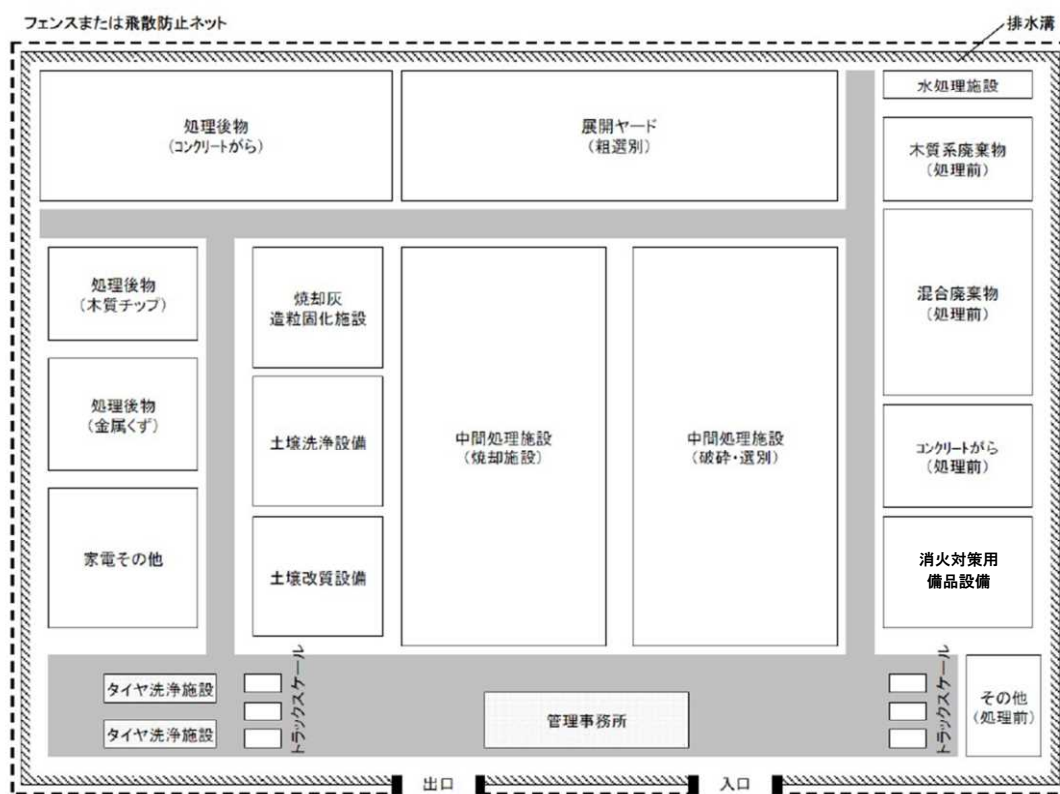 フェンスまたは飛散防止ネット
排水溝
処理後物
(コンクリートがら)
展開ヤード
(粗選別)
水処理施設
木質系廃棄物
(処理前)
処理後物
(木質チップ)
焼却灰
造粒固化施設
混合廃棄物
(処理前)
処理後物
(金属くず)
土壌洗浄設備
中間処理施設
(焼却施設)
中間処理施設
(破砕・選別)
コンクリートがら
(処理前)
家電その他
土壌改質設備
消火対策用
備品設備
タイヤ洗浄施設
タイヤ洗浄施設
トラックスケール
管理事務所
トラックスケール
その他
(処理前)
出口
入口